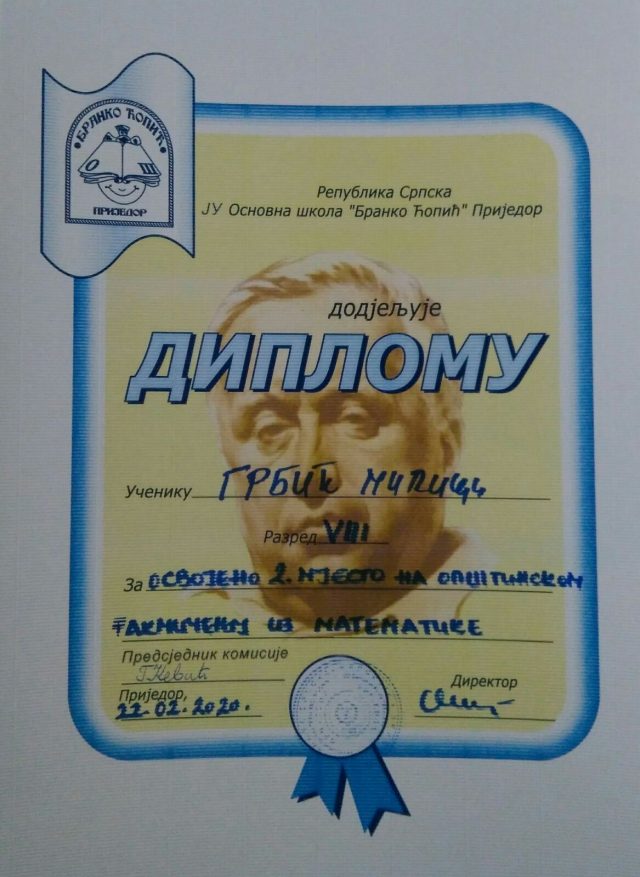 БРАНКО ЋОПИЋ
О Ш
ПРИЈЕДОР
Република Српска
ЈУ Основна школа "Бранко Ћопић" Приједор
додјељује
ДИПЛОМУ
Ученику ГРБИЋ МИЛИЦИ
Разред VIII
За ОСВОЈЕНО 2. МЈЕСТО НА ОПШТИНСКОМ
ТАКМИЧЕЊУ ИЗ МАТЕМАТИКЕ
Предсједник комисије
Директор
Приједор,
22.02.2020.